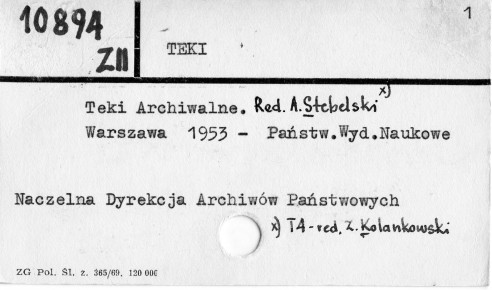 10894
ZII
1
TEKI
Teki Archiwalne. Red. A. Stebelski x)
Warszawa 1953 - Państw.Wyd.Naukowe
Naczelna Dyrekcja Archiwów Państwowych
x) T4-red. Z. Kolankowski
ZG Pol. Śl. z. 365/69, 120 000